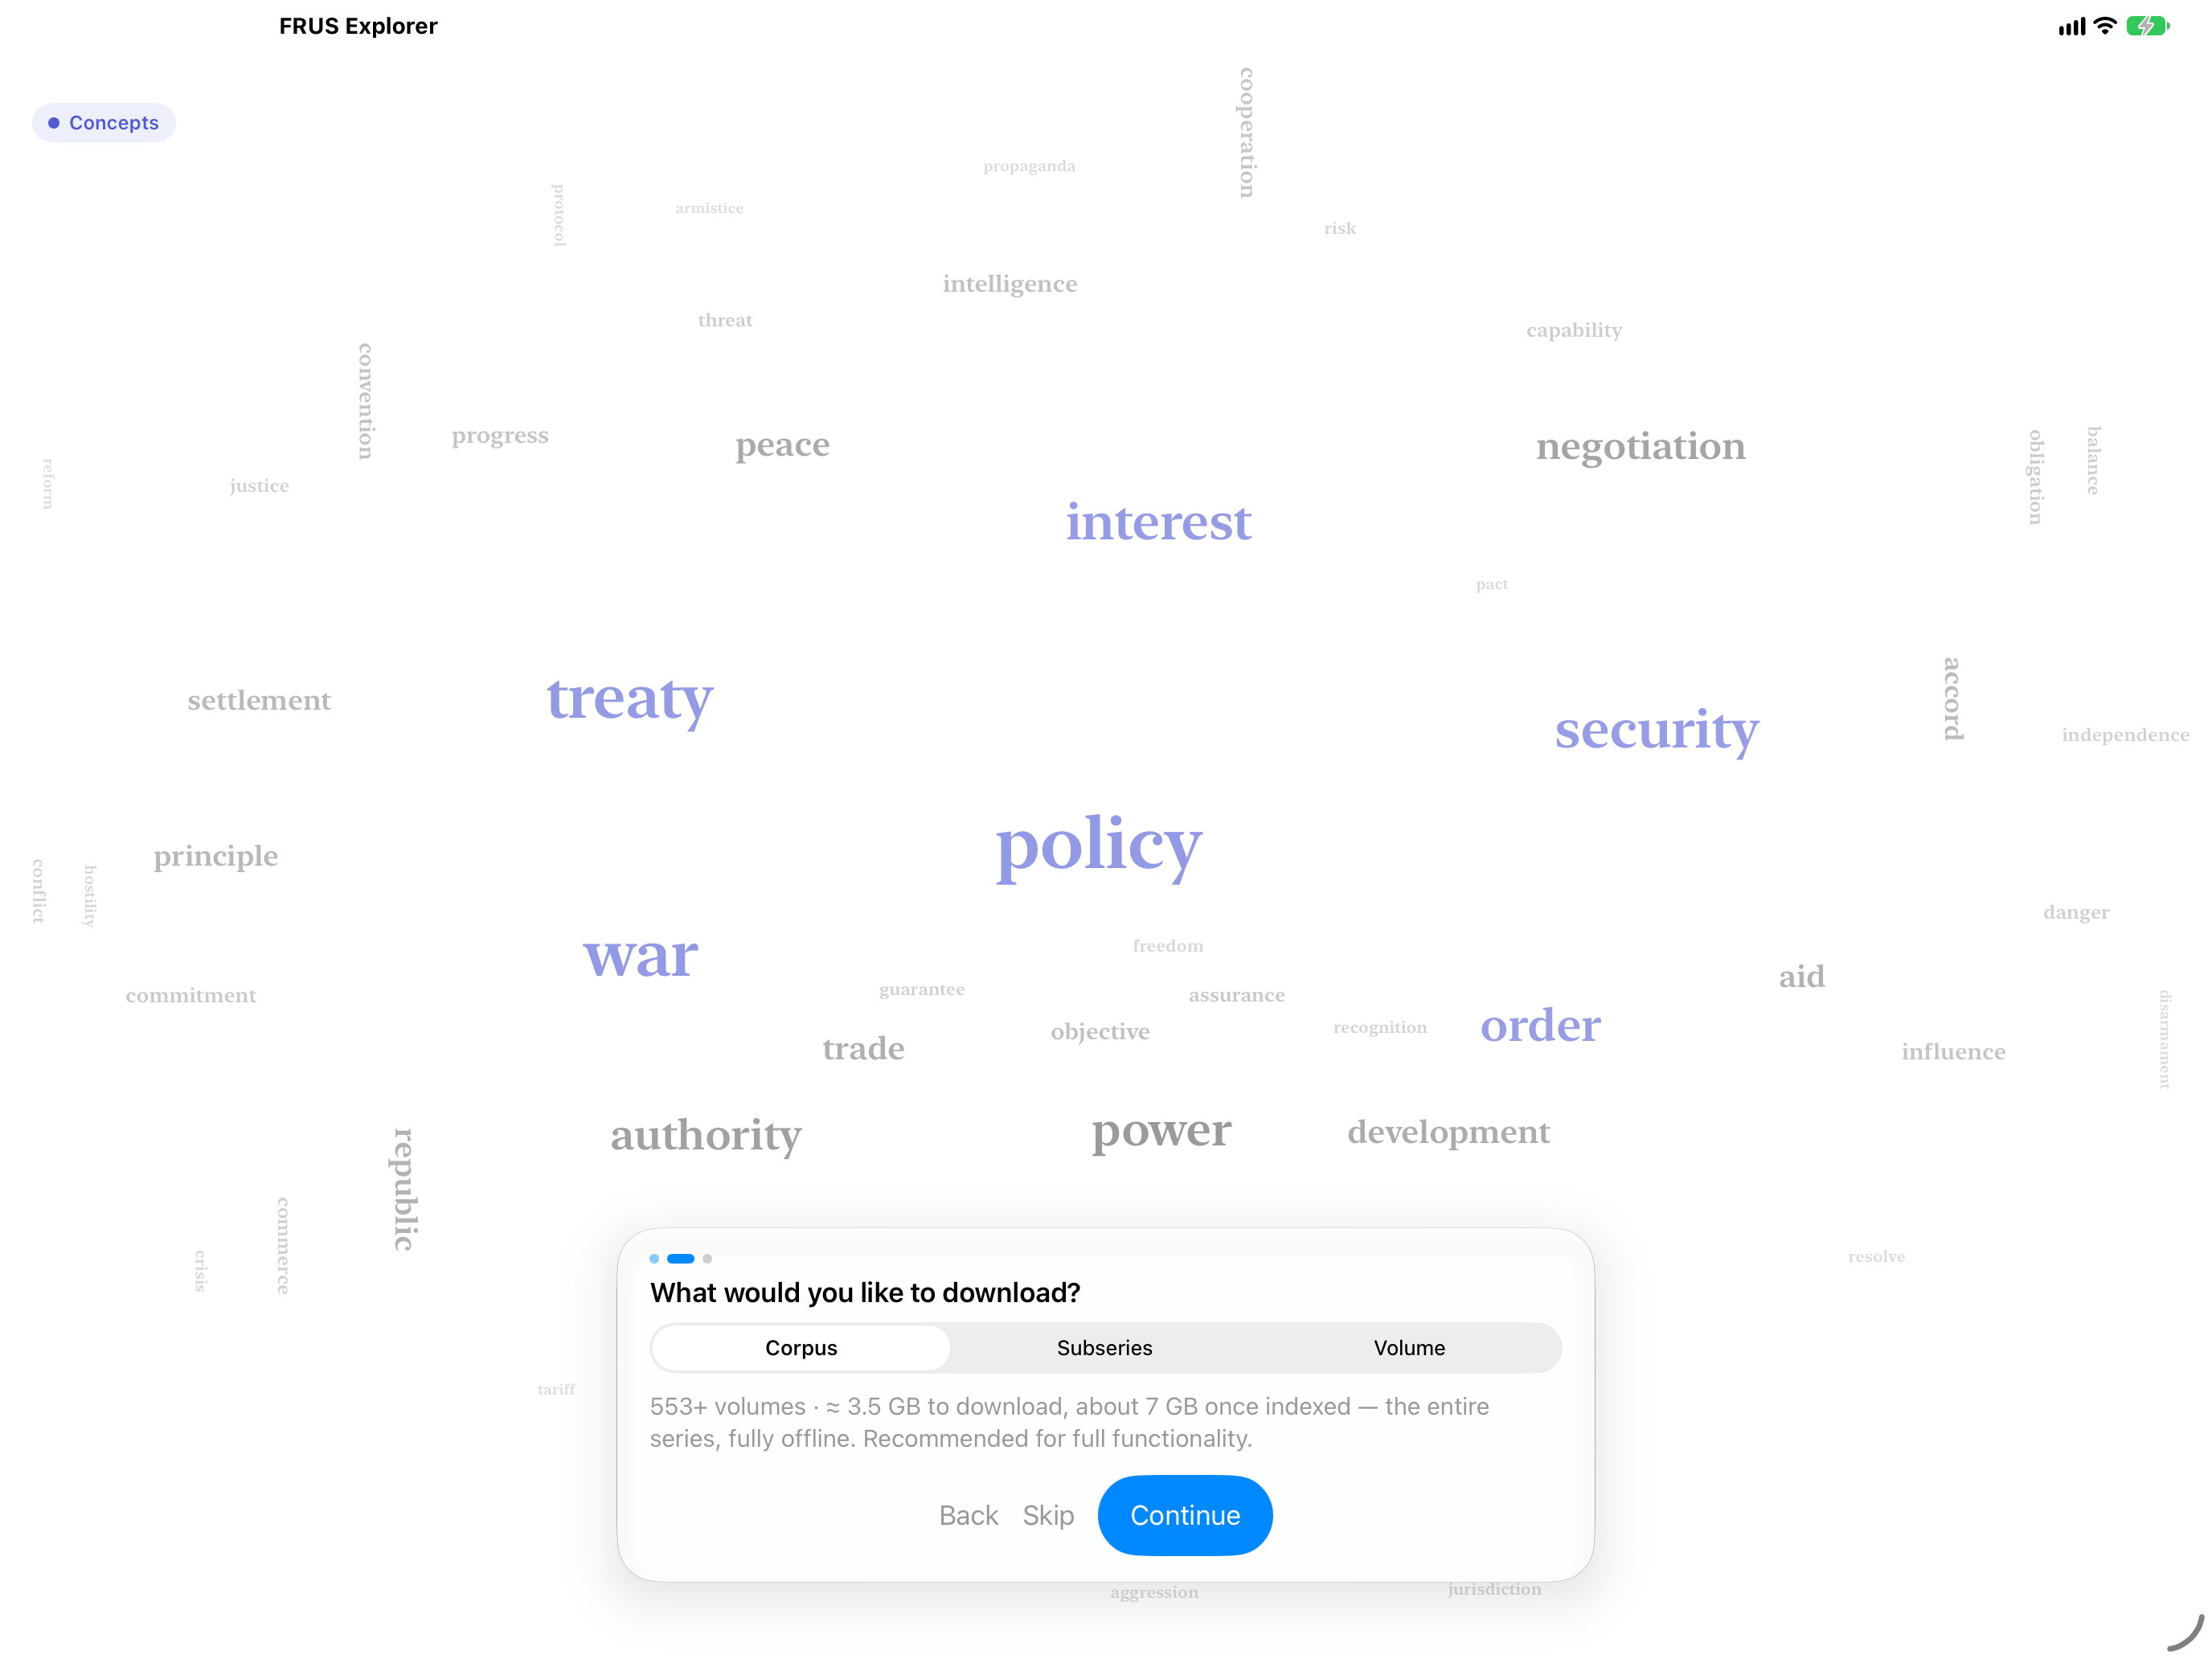 FRUS Explorer
Concepts
cooperation
propaganda
protocol
armistice
risk
intelligence
threat
capability
convention
progress
peace
negotiation
obligation
balance
reform
justice
interest
pact
treaty
settlement
security
accord
independence
policy
principle
conflict
hostility
danger
war
freedom
aid
commitment
guarantee
assurance
disarmament
objective
recognition
order
trade
influence
authority
power
development
republic
commerce
crisis
resolve
What would you like to download?
Corpus Subseries Volume
tariff
553+ volumes · ≈ 3.5 GB to download, about 7 GB once indexed — the entire
series, fully offline. Recommended for full functionality.
Back Skip Continue
aggression
jurisdiction